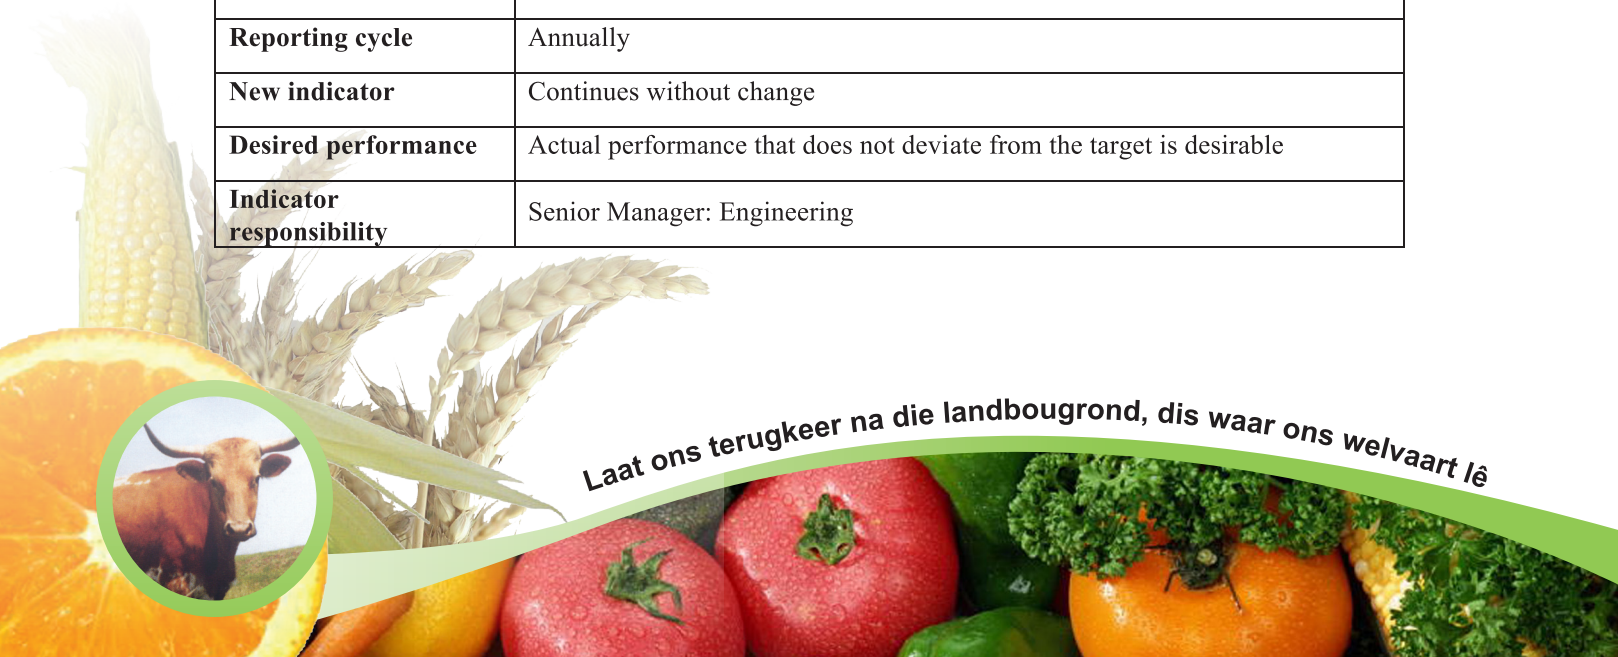 Reporting cycle Annually
New indicator Continues without change
Desired performance Actual performance that does not deviate from the target is desirable
Indicator
responsibility Senior Manager: Engineering
Laat ons terugkeer na die landbougrond, dis waar ons welvaart lê